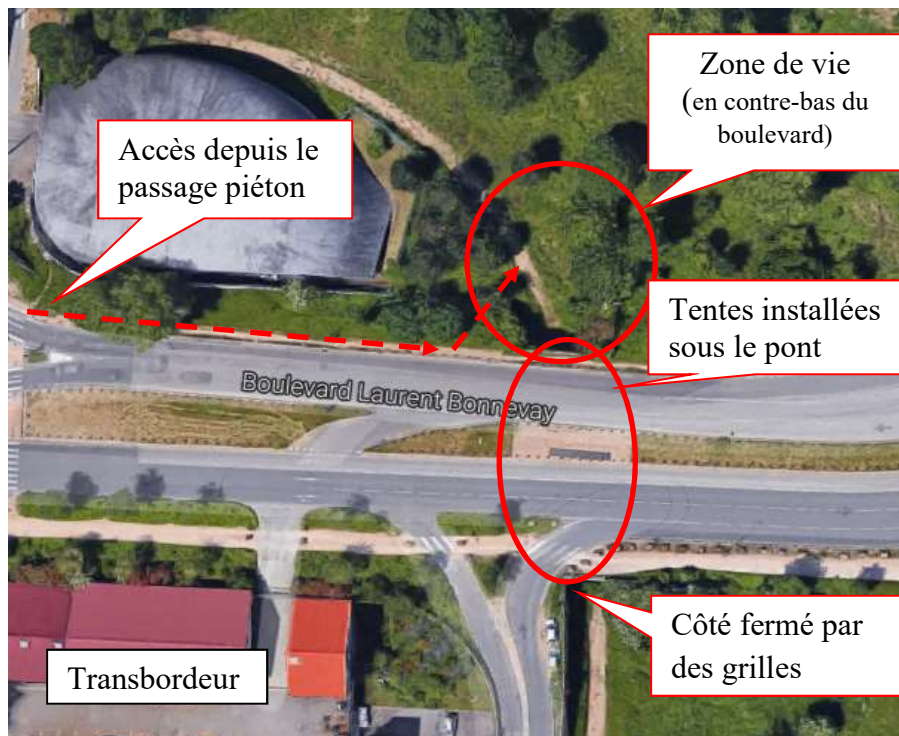 Zone de vie
(en contre-bas du
boulevard)
Accès depuis le
passage piéton
Tentes installées
sous le pont
Boulevard Laurent Bonnevay
Côté fermé par
des grilles
Transbordeur